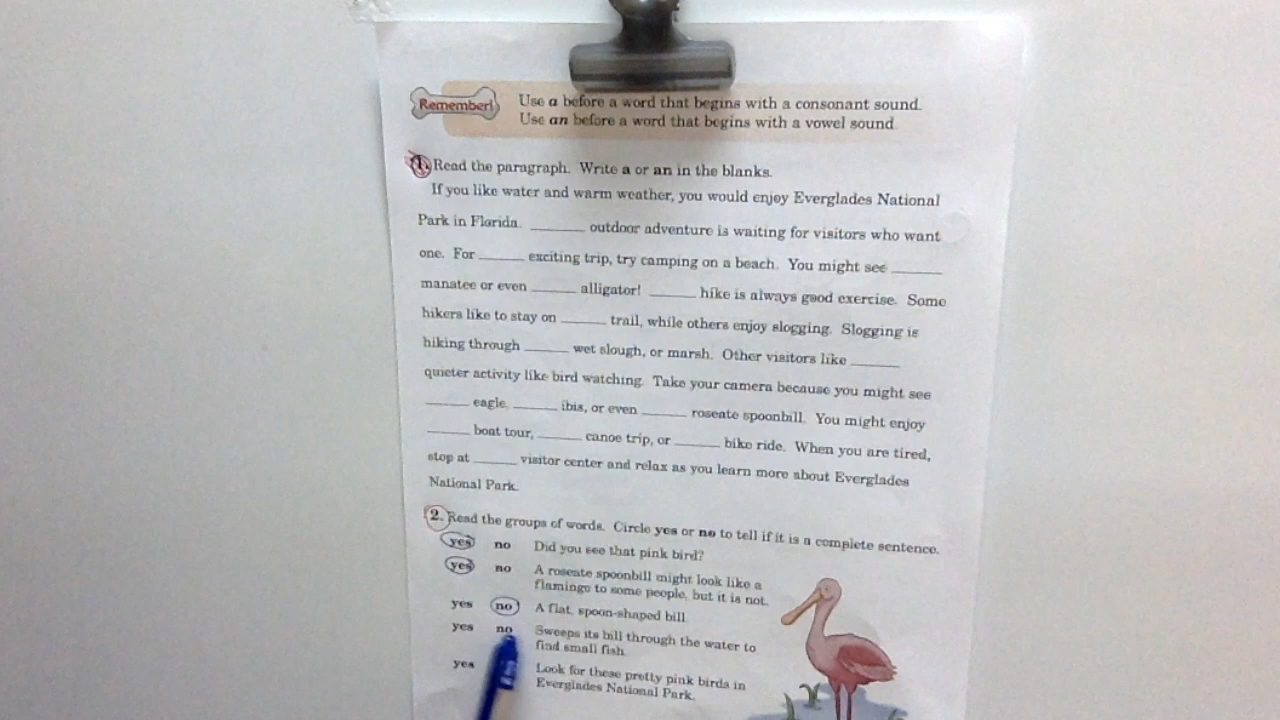 Remember!
Use a before a word that begins with a consonant sound.
Use an before a word that begins with a vowel sound.
1. Read the paragraph. Write a or an in the blanks.
If you like water and warm weather, you would enjoy Everglades National
Park in Florida. ______ outdoor adventure is waiting for visitors who want
one. For ______ exciting trip, try camping on a beach. You might see ______
manatee or even ______ alligator! ______ hike is always good exercise. Some
hikers like to stay on ______ trail, while others enjoy slogging. Slogging is
hiking through ______ wet slough, or marsh. Other visitors like ______
quieter activity like bird watching. Take your camera because you might see
______ eagle, ______ ibis, or even ______ roseate spoonbill. You might enjoy
______ boat tour, ______ canoe trip, or ______ bike ride. When you are tired,
stop at ______ visitor center and relax as you learn more about Everglades
National Park.
2. Read the groups of words. Circle yes or no to tell if it is a complete sentence.
yes no Did you see that pink bird?
yes no A roseate spoonbill might look like a
flamingo to some people, but it is not.
yes no A flat, spoon-shaped bill.
yes no Sweeps its bill through the water to
find small fish.
yes Look for these pretty pink birds in
Everglades National Park.